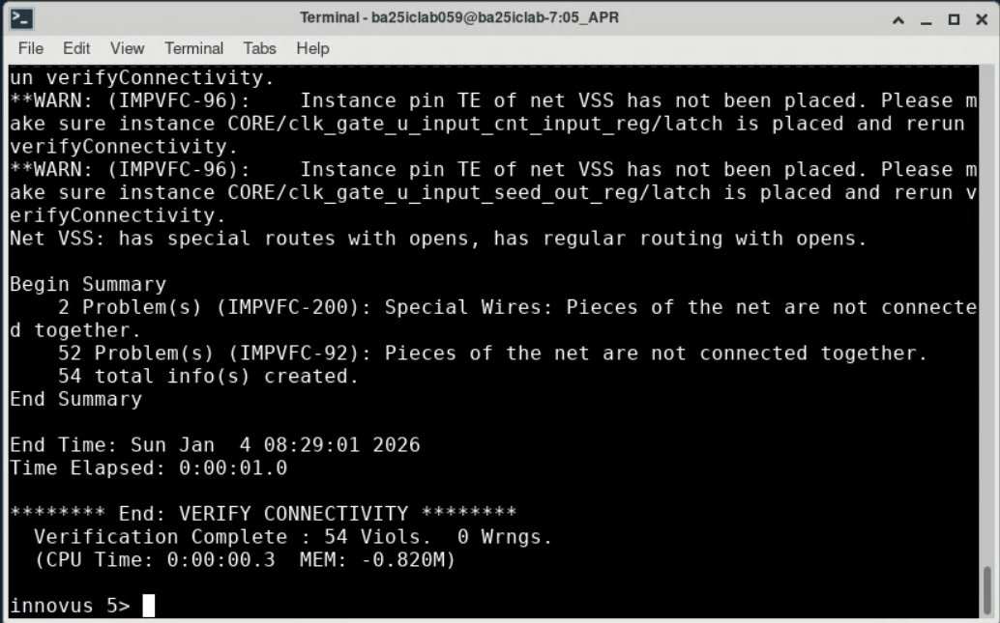 Terminal - ba25iclab059@ba25iclab-7:05_APR
File Edit View Terminal Tabs Help
un verifyConnectivity.
**WARN: (IMPVFC-96):    Instance pin TE of net VSS has not been placed. Please m
ake sure instance CORE/clk_gate_u_input_cnt_input_reg/latch is placed and rerun
verifyConnectivity.
**WARN: (IMPVFC-96):    Instance pin TE of net VSS has not been placed. Please m
ake sure instance CORE/clk_gate_u_input_seed_out_reg/latch is placed and rerun v
erifyConnectivity.
Net VSS: has special routes with opens, has regular routing with opens.

Begin Summary
    2 Problem(s) (IMPVFC-200): Special Wires: Pieces of the net are not connecte
d together.
    52 Problem(s) (IMPVFC-92): Pieces of the net are not connected together.
    54 total info(s) created.
End Summary

End Time: Sun Jan  4 08:29:01 2026
Time Elapsed: 0:00:01.0

******** End: VERIFY CONNECTIVITY ********
  Verification Complete : 54 Viols.  0 Wrngs.
  (CPU Time: 0:00:00.3  MEM: -0.820M)

innovus 5>